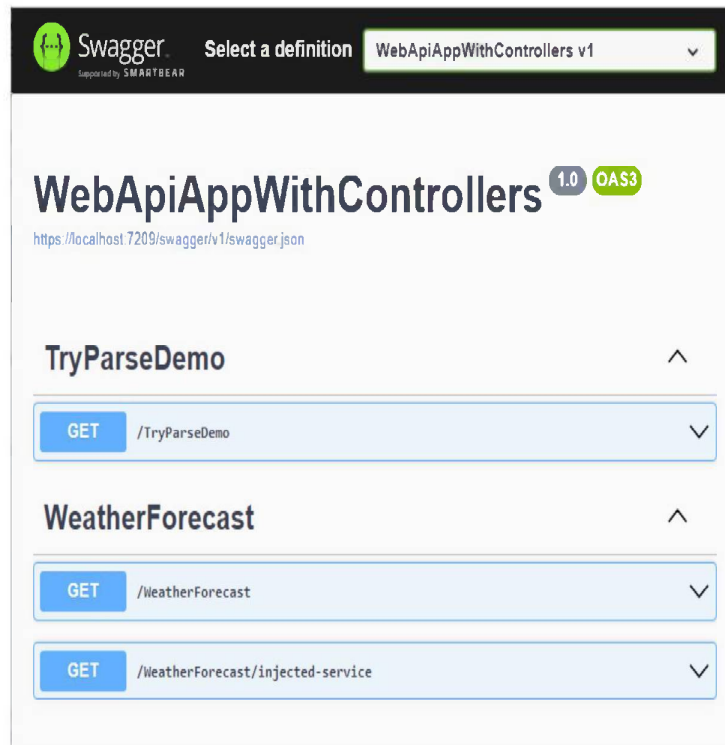 Swagger
Supported by SMARTBEAR
Select a definition
WebApiAppWithControllers v1
WebApiAppWithControllers 1.0 OAS3
https://localhost:7209/swagger/v1/swagger.json
TryParseDemo
GET /TryParseDemo
WeatherForecast
GET /WeatherForecast
GET /WeatherForecast/injected-service